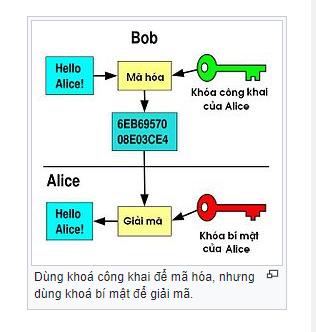 Bob
Hello
Alice!
Mã hóa
Khóa công khai
của Alice
6EB69570
08E03CE4
Alice
Hello
Alice!
Giải mã
Khóa bí mật
của Alice
Dùng khoá công khai để mã hóa, nhưng
dùng khoá bí mật để giải mã.